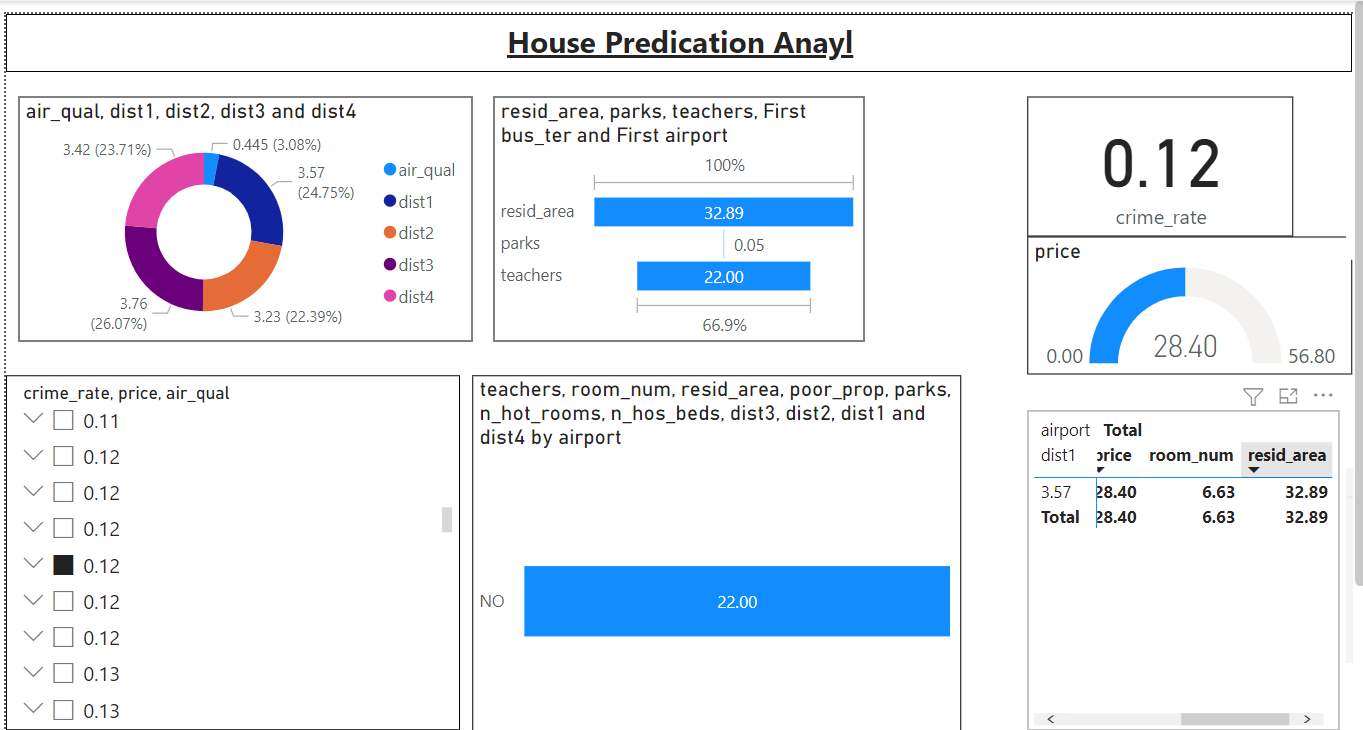 House Predication Anayl
air_qual, dist1, dist2, dist3 and dist4
3.42 (23.71%)
0.445 (3.08%)
3.57
(24.75%)
3.76
(26.07%)
3.23 (22.39%)
air_qual
dist1
dist2
dist3
dist4
resid_area, parks, teachers, First
bus_ter and First airport
100%
resid_area
32.89
parks
0.05
teachers
22.00
66.9%
0.12
crime_rate
price
0.00
28.40
56.80
crime_rate, price, air_qual
0.11
0.12
0.12
0.12
0.12
0.12
0.12
0.13
0.13
teachers, room_num, resid_area, poor_prop, parks,
n_hot_rooms, n_hos_beds, dist3, dist2, dist1 and
dist4 by airport
NO
22.00
airport Total
dist1 price room_num resid_area
3.57 28.40 6.63 32.89
Total 28.40 6.63 32.89